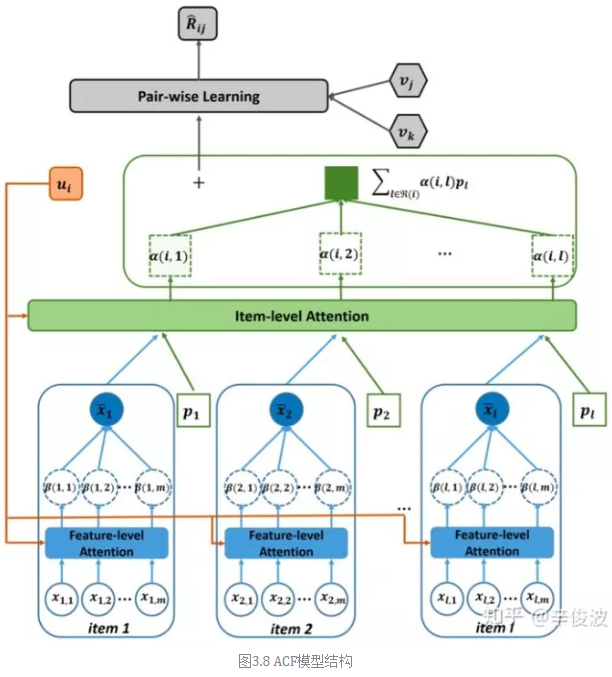 R̂ij
Pair-wise Learning
vj
vk
ui
+
∑l∈ℜ(i) α(i,l)pl
α(i,1) α(i,2) ... α(i,l)
Item-level Attention
x̄1 p1 x̄2 p2 x̄l pl
β(1,1) β(1,2) ... β(1,m) β(2,1) β(2,2) ... β(2,m) β(l,1) β(l,2) ... β(l,m)
...
Feature-level Attention
Feature-level Attention
Feature-level Attention
x1,1 x1,2 ... x1,m x2,1 x2,2 ... x2,m xl,1 xl,2 ... xl,m
知乎 @辛俊波
item 1 item 2 item l
图3.8 ACF模型结构